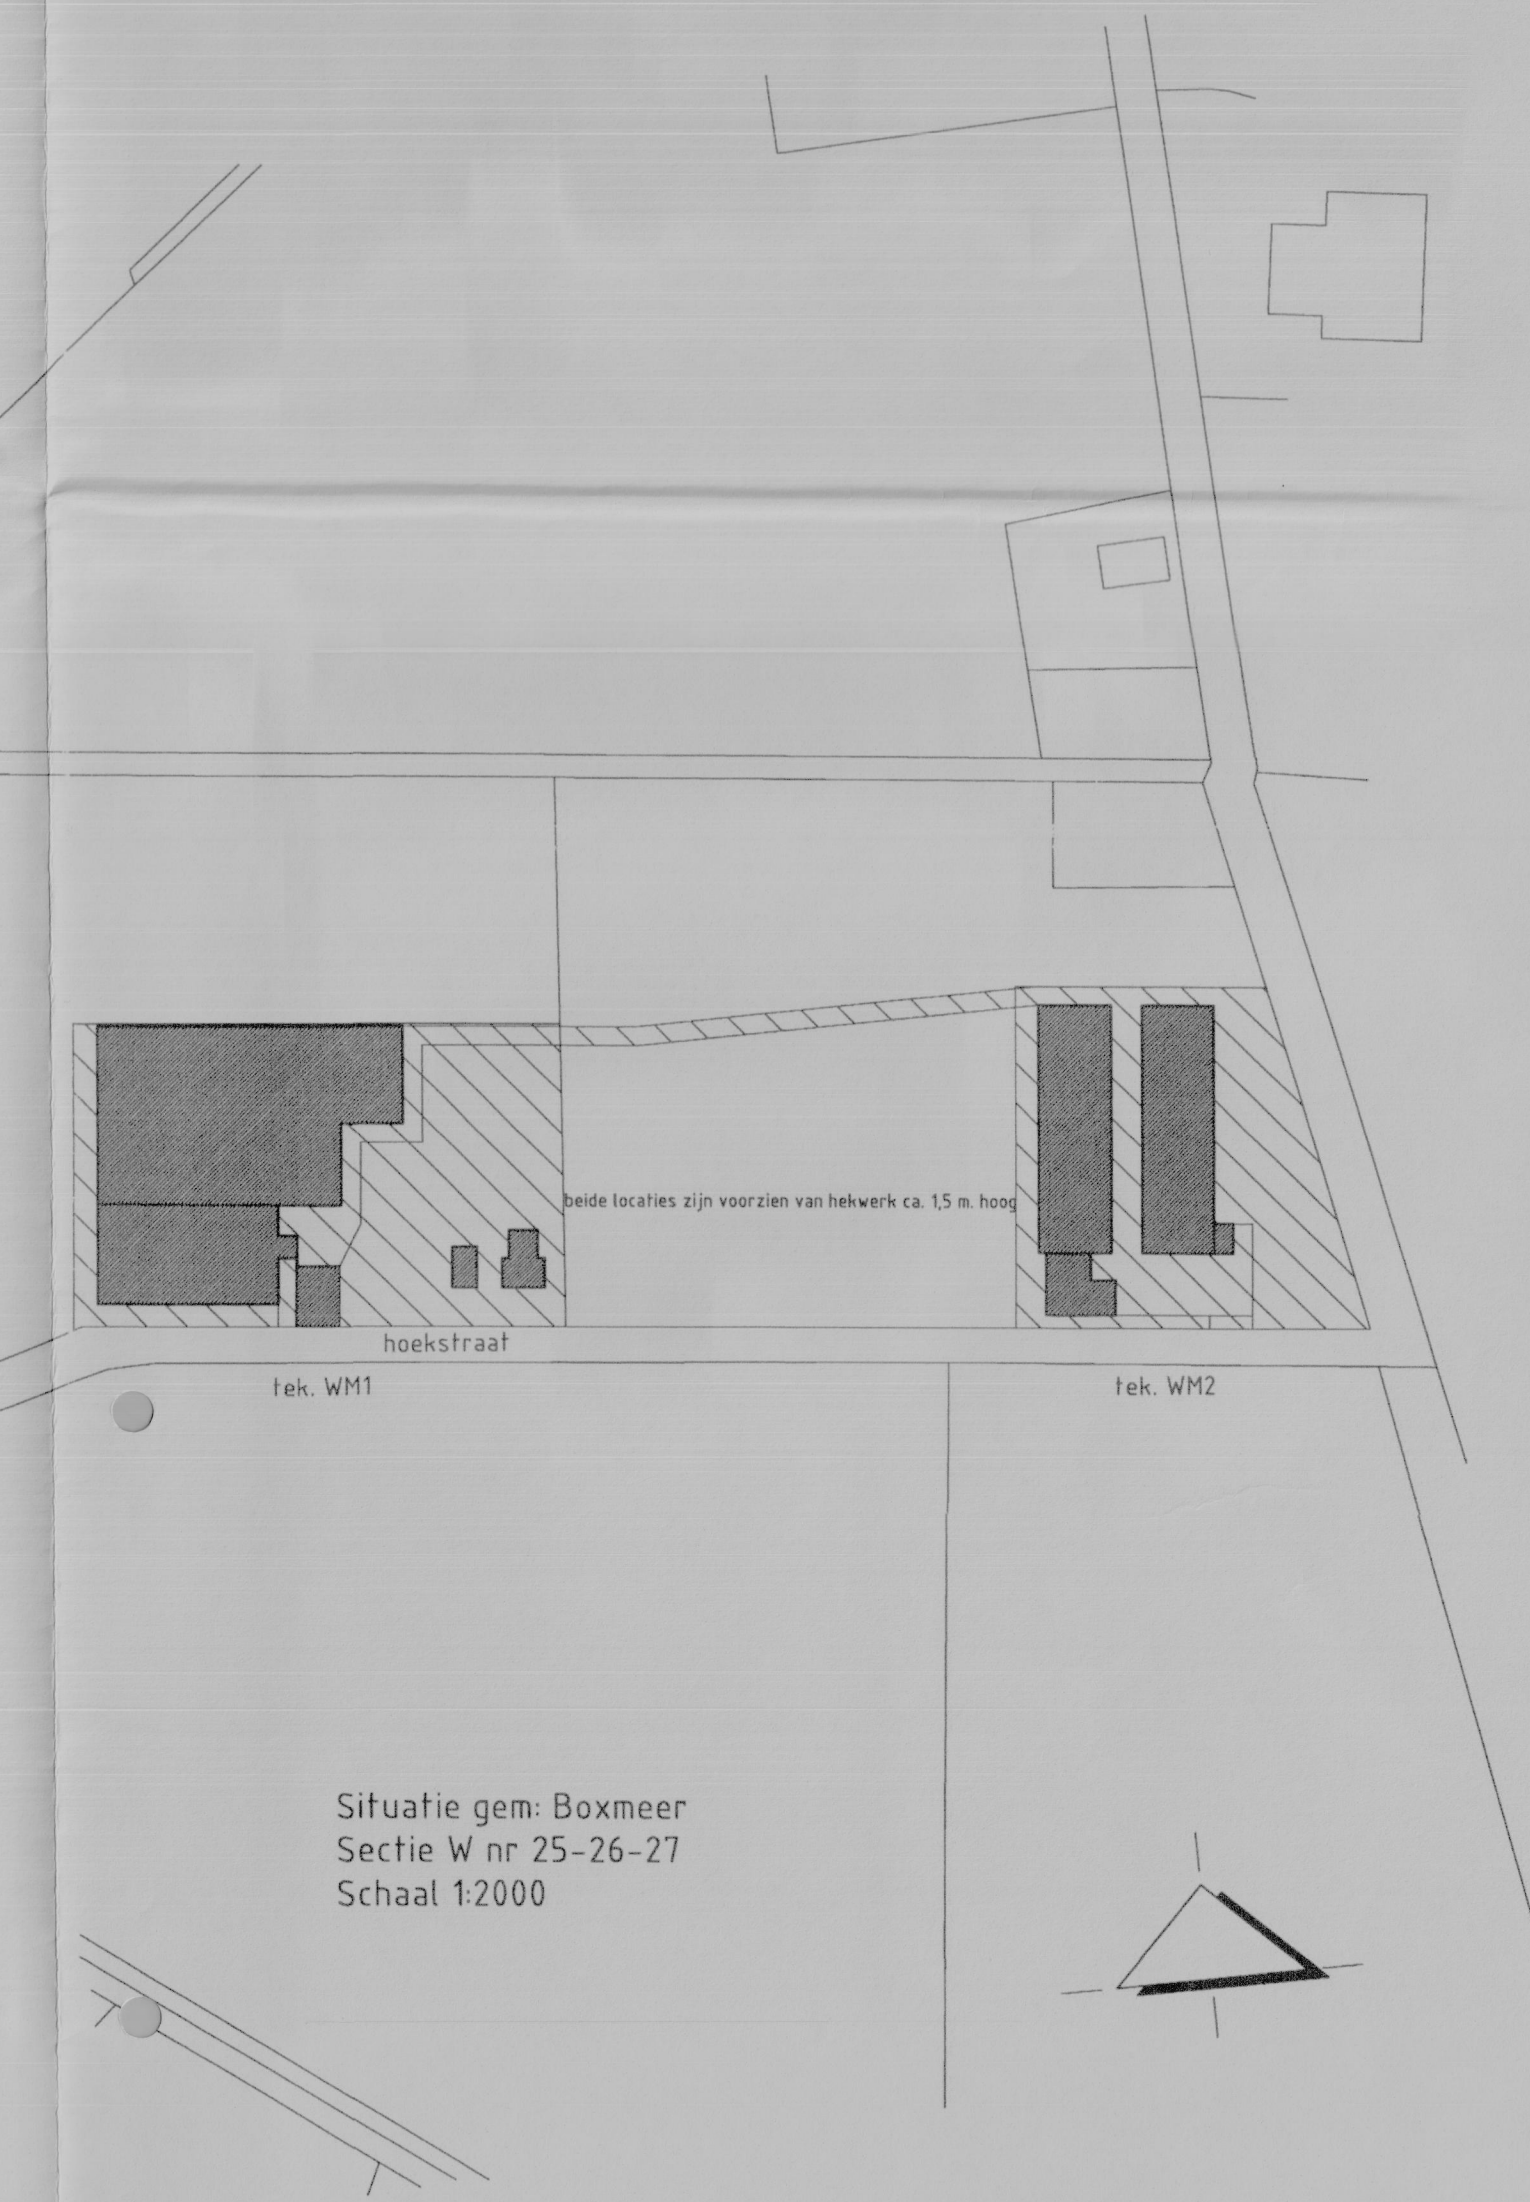 beide locaties zijn voorzien van hekwerk ca. 1,5 m. hoog
hoekstraat
tek. WM1
tek. WM2
Situatie gem: Boxmeer
Sectie W nr 25-26-27
Schaal 1:2000